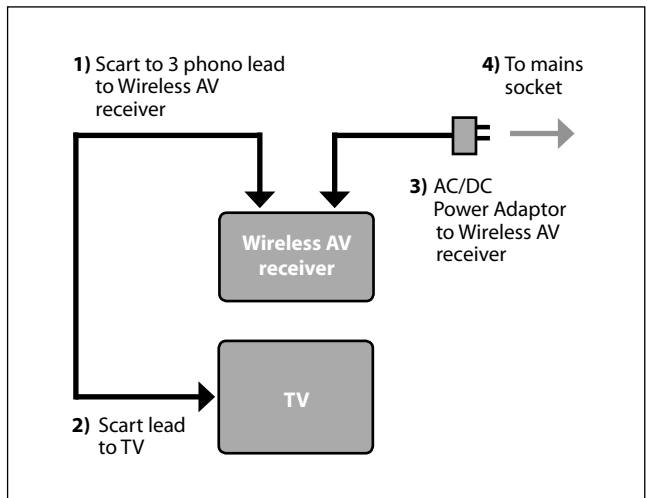 1) Scart to 3 phono lead
to Wireless AV
receiver
4) To mains
socket
3) AC/DC
Power Adaptor
to Wireless AV
receiver
Wireless AV
receiver
TV
2) Scart lead
to TV